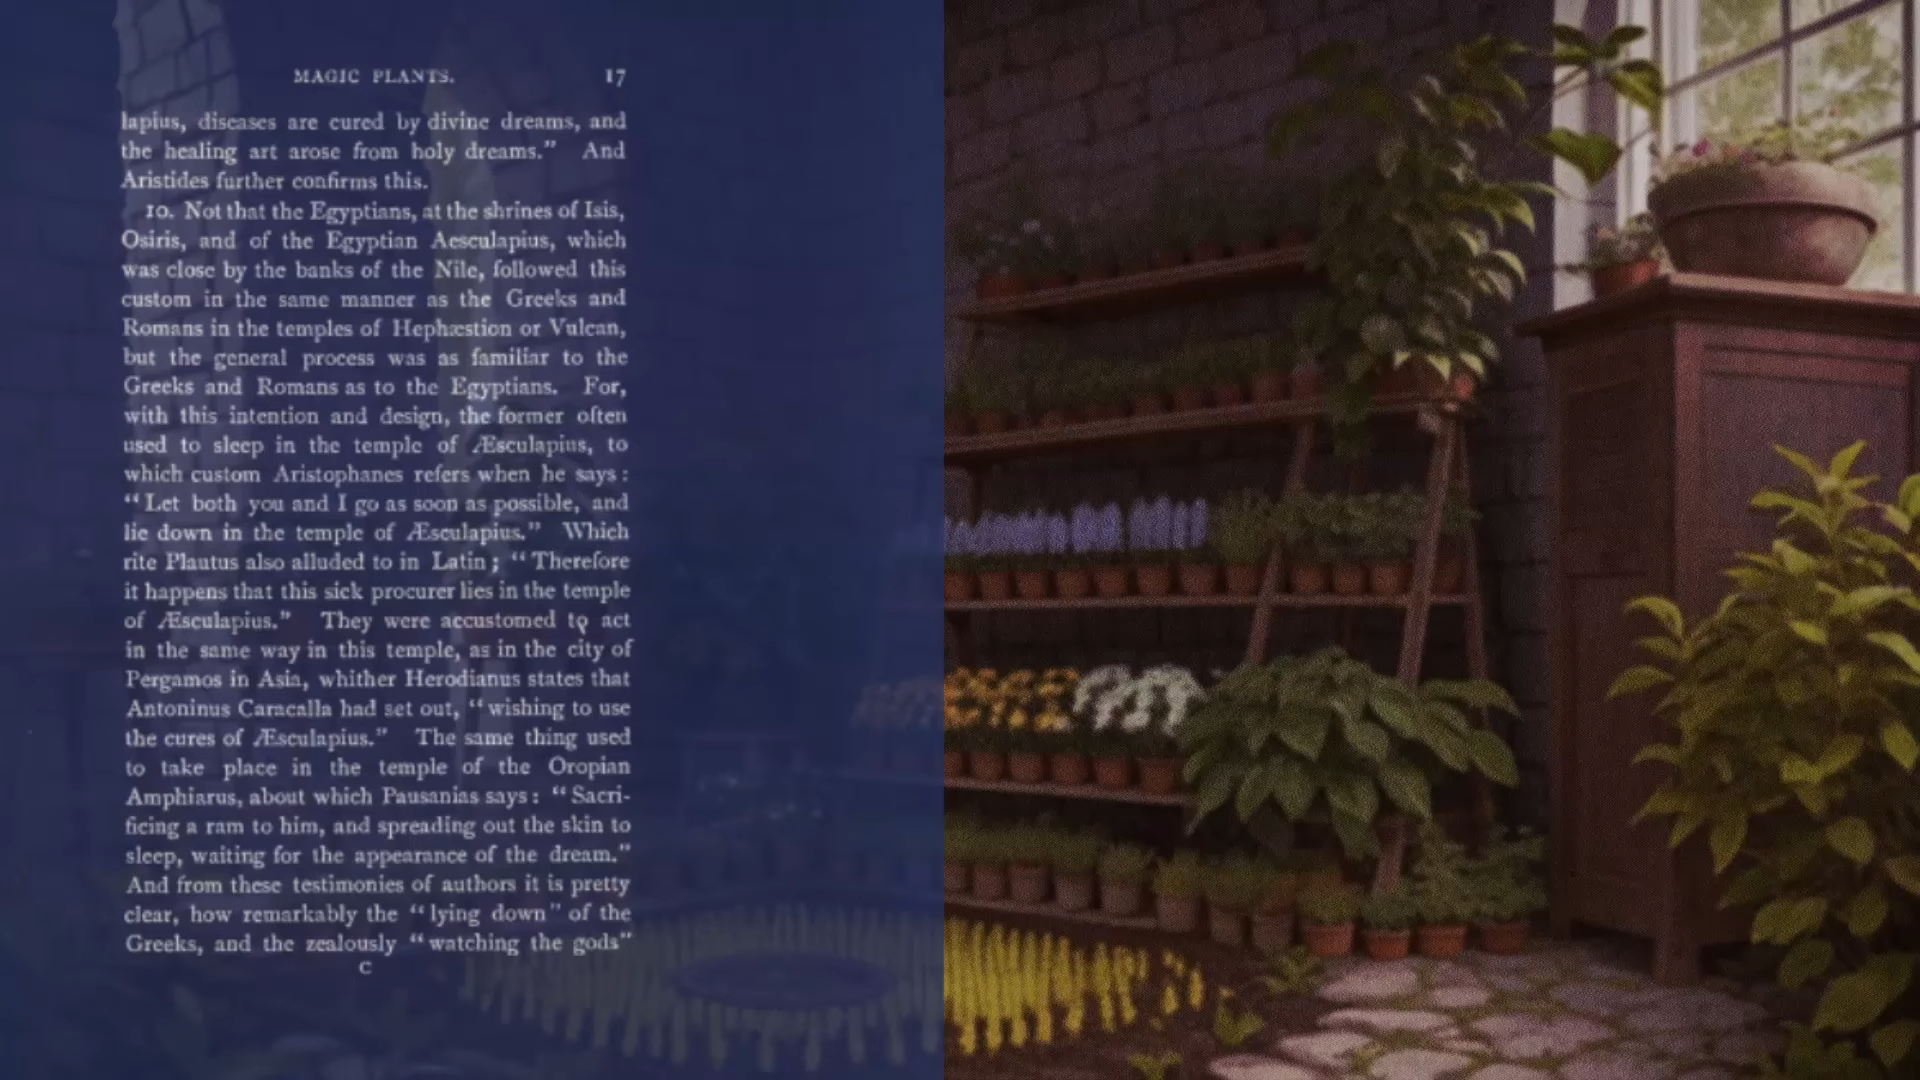 MAGIC PLANTS. 17
lapius, diseases are cured by divine dreams, and
the healing art arose from holy dreams.” And
Aristides further confirms this.
10. Not that the Egyptians, at the shrines of Isis,
Osiris, and of the Egyptian Aesculapius, which
was close by the banks of the Nile, followed this
custom in the same manner as the Greeks and
Romans in the temples of Hephæstion or Vulcan,
but the general process was as familiar to the
Greeks and Romans as to the Egyptians. For,
with this intention and design, the former often
used to sleep in the temple of Æsculapius, to
which custom Aristophanes refers when he says:
“Let both you and I go as soon as possible, and
lie down in the temple of Æsculapius.” Which
rite Plautus also alluded to in Latin; “Therefore
it happens that this sick procurer lies in the temple
of Æsculapius.” They were accustomed to act
in the same way in this temple, as in the city of
Pergamos in Asia, whither Herodianus states that
Antoninus Caracalla had set out, “wishing to use
the cures of Æsculapius.” The same thing used
to take place in the temple of the Oropian
Amphiarus, about which Pausanias says: “Sacri-
ficing a ram to him, and spreading out the skin to
sleep, waiting for the appearance of the dream.”
And from these testimonies of authors it is pretty
clear, how remarkably the “lying down” of the
Greeks, and the zealously “watching the gods”
C